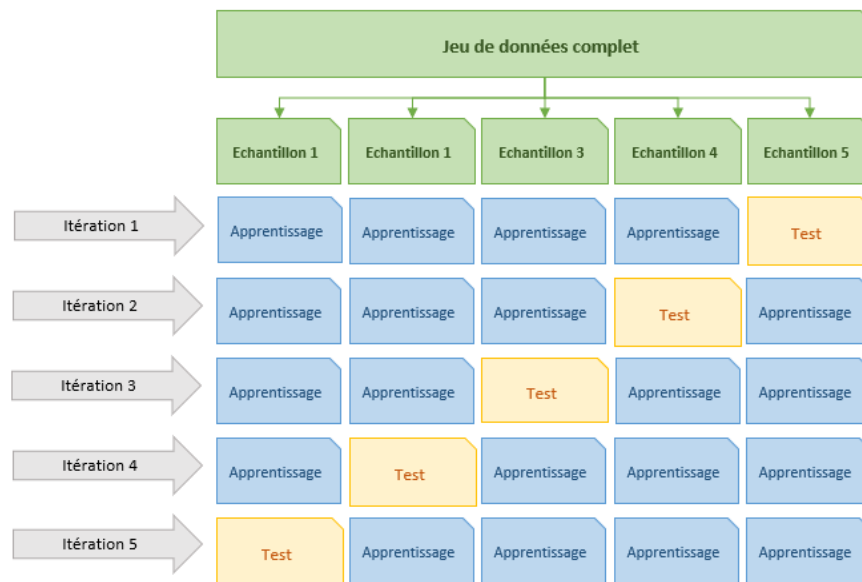 Jeu de données complet
Echantillon 1 Echantillon 1 Echantillon 3 Echantillon 4 Echantillon 5
Itération 1 Apprentissage Apprentissage Apprentissage Apprentissage Test
Itération 2 Apprentissage Apprentissage Apprentissage Test Apprentissage
Itération 3 Apprentissage Apprentissage Test Apprentissage Apprentissage
Itération 4 Apprentissage Test Apprentissage Apprentissage Apprentissage
Itération 5 Test Apprentissage Apprentissage Apprentissage Apprentissage